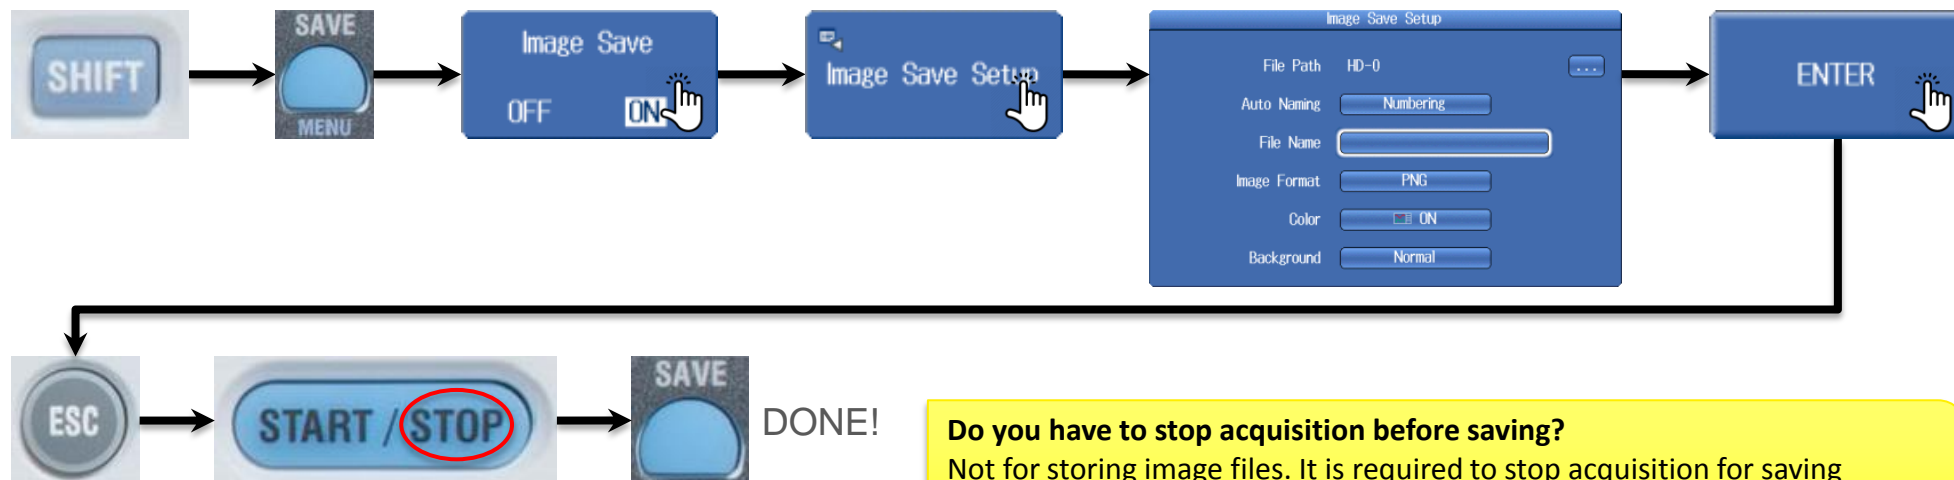 SHIFT
SAVE
MENU
Image Save
OFF ON
Image Save Setup
Image Save Setup
File Path HD-0 ...
Auto Naming Numbering
File Name
Image Format PNG
Color ON
Background Normal
ENTER
ESC
START / STOP
SAVE
DONE!
Do you have to stop acquisition before saving?
Not for storing image files. It is required to stop acquisition for saving